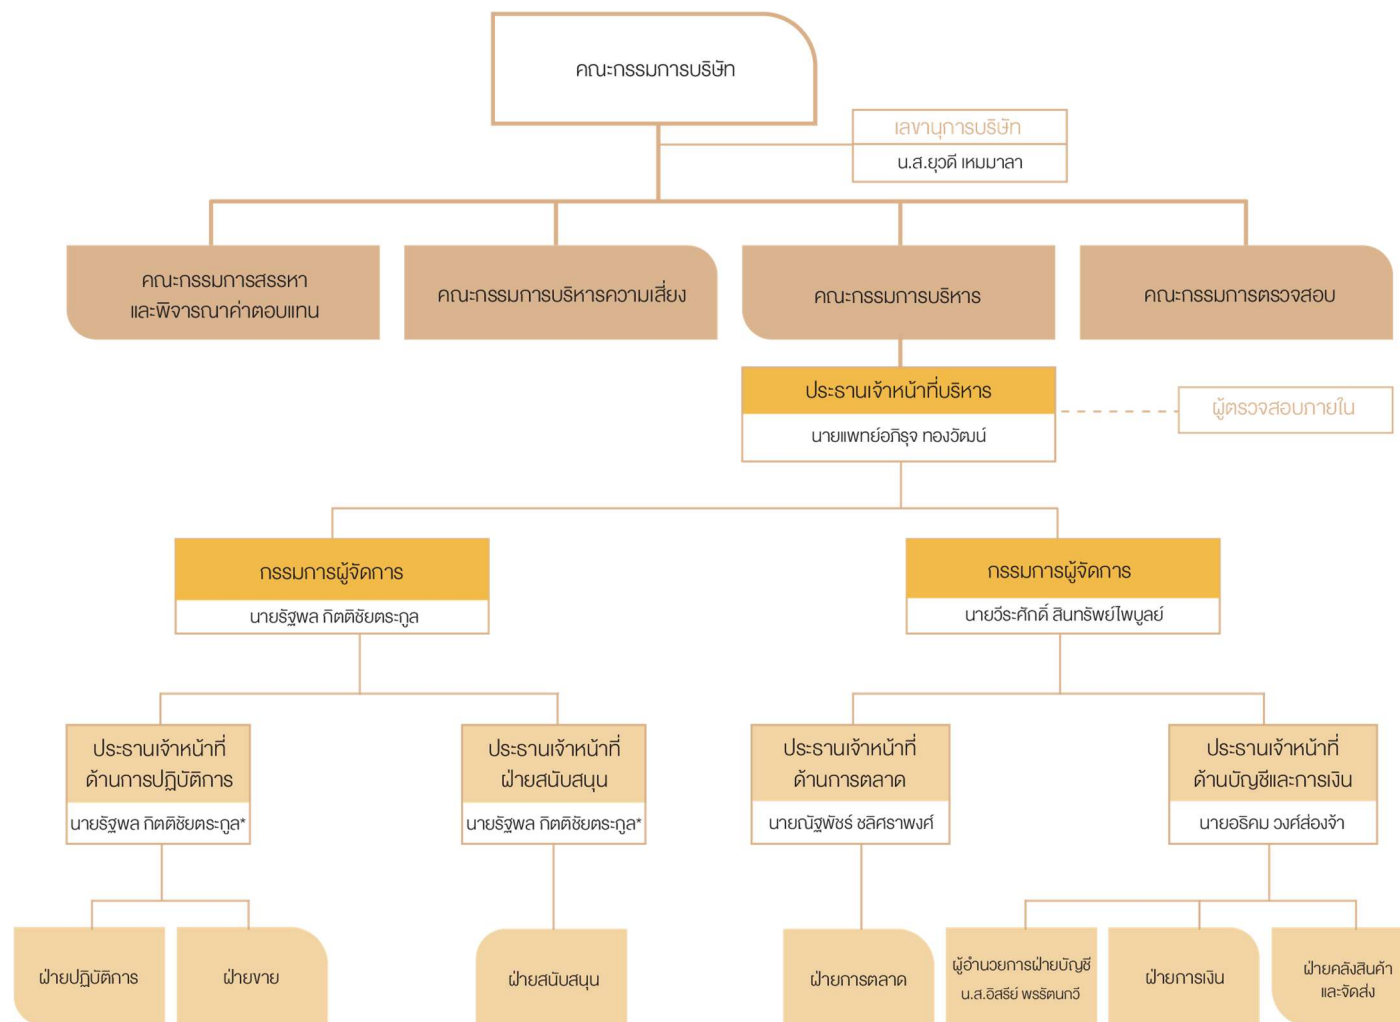 คณะกรรมการบริษัท
เลขานุการบริษัท
น.ส.ยุวดี เหมมาลา
คณะกรรมการสรรหา
และพิจารณาค่าตอบแทน
คณะกรรมการบริหารความเสี่ยง
คณะกรรมการบริหาร
คณะกรรมการตรวจสอบ
ประธานเจ้าหน้าที่บริหาร
นายแพทย์อภิรุจ ทองวัฒน์
ผู้ตรวจสอบภายใน
กรรมการผู้จัดการ
นายรัฐพล กิตติชัยตระกูล
กรรมการผู้จัดการ
นายวีระศักดิ์ สินทรัพย์ไพบูลย์
ประธานเจ้าหน้าที่
ด้านการปฏิบัติการ
นายรัฐพล กิตติชัยตระกูล*
ประธานเจ้าหน้าที่
ฝ่ายสนับสนุน
นายรัฐพล กิตติชัยตระกูล*
ประธานเจ้าหน้าที่
ด้านการตลาด
นายณัฐพัชร์ ชลิศราพงศ์
ประธานเจ้าหน้าที่
ด้านบัญชีและการเงิน
นายอธิคม วงศ์ส่องจ้า
ฝ่ายปฏิบัติการ
ฝ่ายขาย
ฝ่ายสนับสนุน
ฝ่ายการตลาด
ผู้อำนวยการฝ่ายบัญชี
น.ส.อิสรีย์ พรรัตนทวี
ฝ่ายการเงิน
ฝ่ายคลังสินค้า
และจัดส่ง